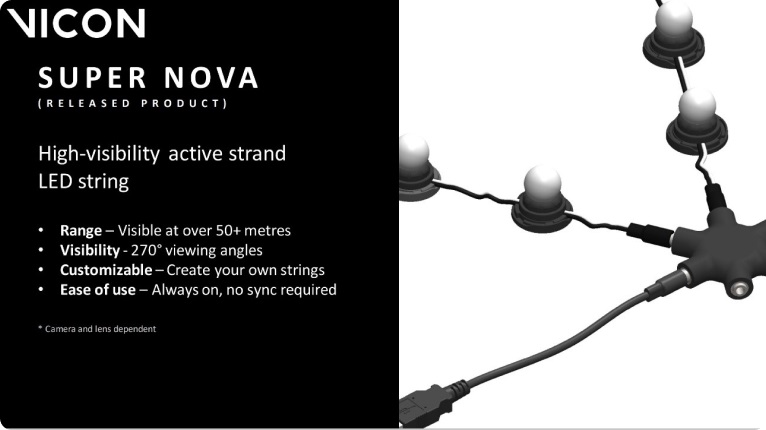 VICON
SUPER NOVA
(RELEASED PRODUCT)
High-visibility active strand
LED string
• Range – Visible at over 50+ metres
• Visibility - 270° viewing angles
• Customizable – Create your own strings
• Ease of use – Always on, no sync required
* Camera and lens dependent